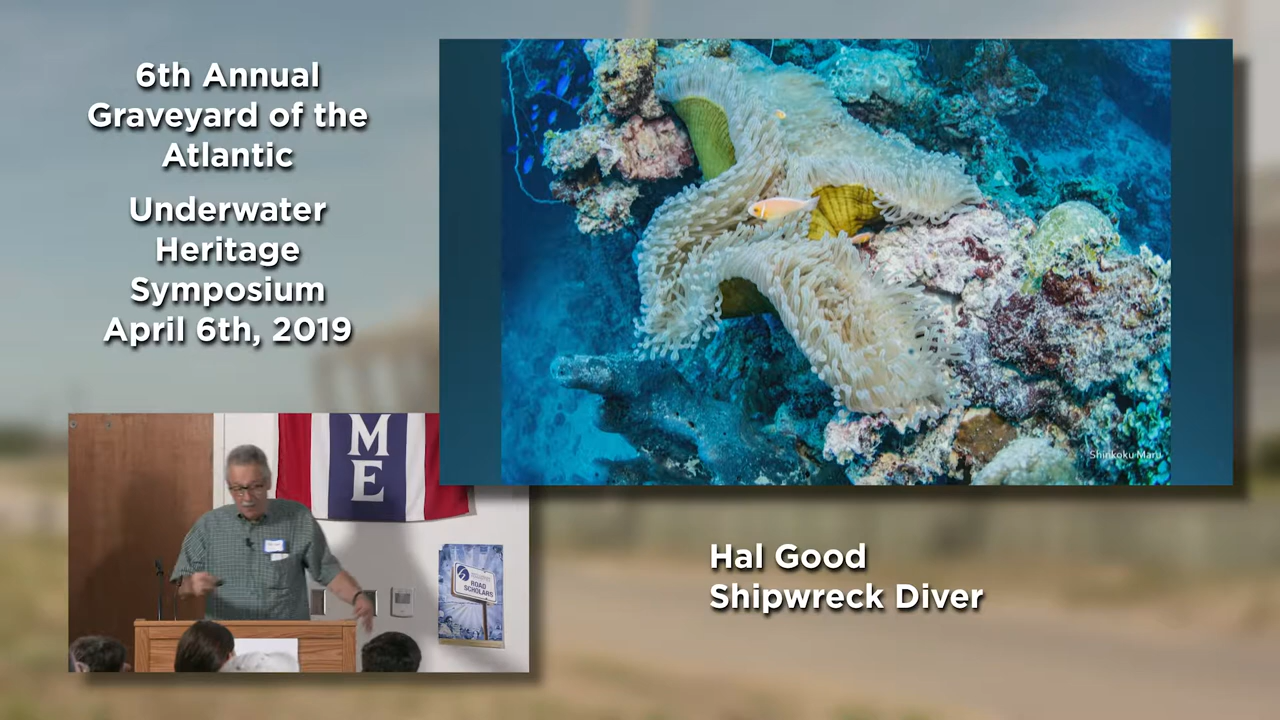 6th Annual
Graveyard of the
Atlantic
Underwater
Heritage
Symposium
April 6th, 2019
Shinkoku Maru
ME
ROAD
SCHOLARS
Hal Good
Shipwreck Diver